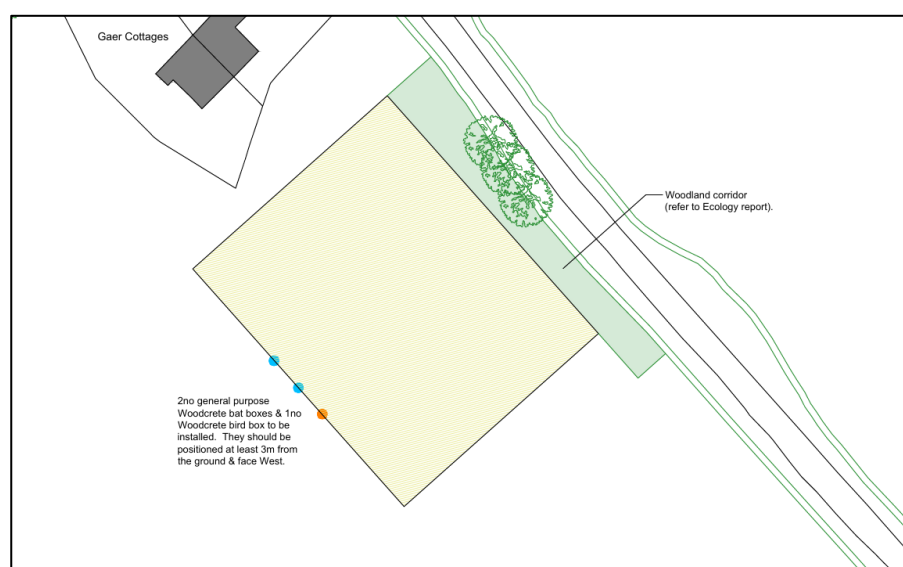 Gaer Cottages
Woodland corridor
(refer to Ecology report).
2no general purpose
Woodcrete bat boxes & 1no
Woodcrete bird box to be
installed. They should be
positioned at least 3m from
the ground & face West.